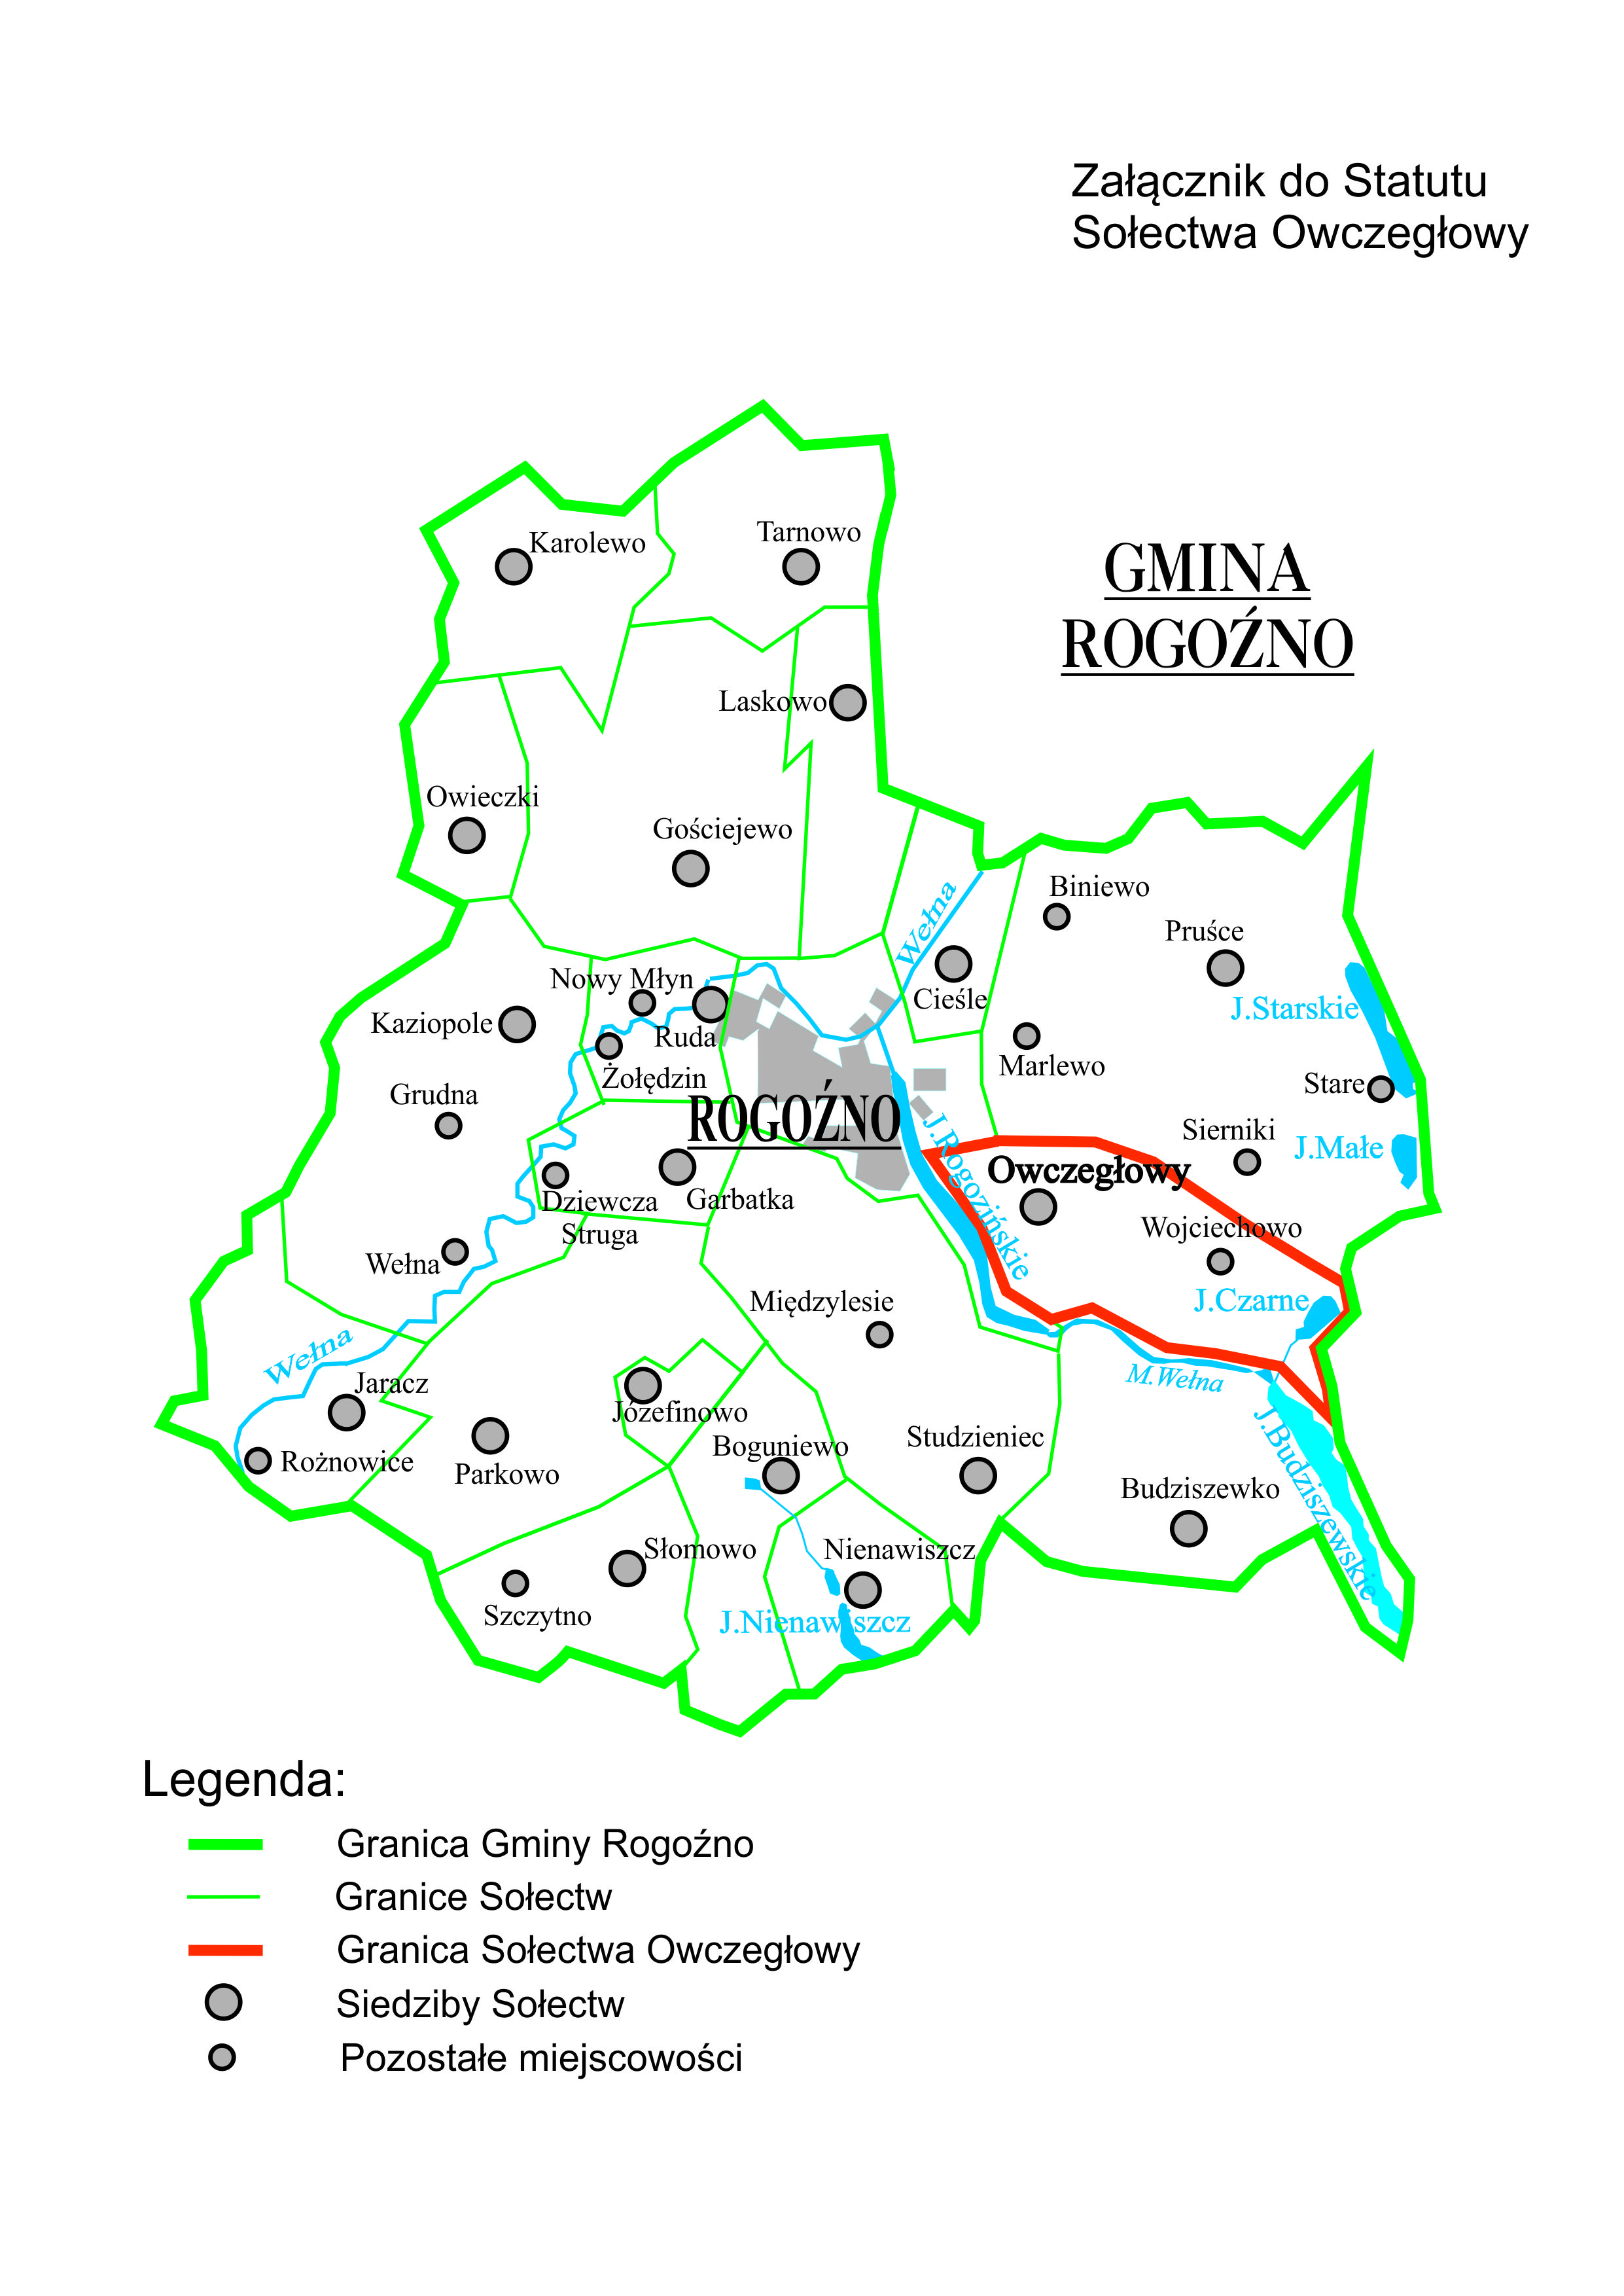 Załącznik do Statutu
Sołectwa Owczegłowy
GMINA
ROGOŹNO
Karolewo
Tarnowo
Laskowo
Owieczki
Gościejewo
Wełna
Biniewo
Pruśce
Cieśle
Nowy Młyn
Ruda
Kaziopole
J.Starskie
Żołędzin
Marlewo
Stare
Grudna
ROGOŹNO
J.Rogozińskie
Sierniki
J.Małe
Owczegłowy
Dziewcza
Struga
Garbatka
Wojciechowo
Wełna
J.Czarne
Międzylesie
Wełna
M.Wełna
Jaracz
Józefinowo
Boguniewo
Studzieniec
J.Budziszewskie
Rożnowice
Parkowo
Budziszewko
Słomowo
Nienawiszcz
Szczytno
J.Nienawiszcz
Legenda:
Granica Gminy Rogoźno
Granice Sołectw
Granica Sołectwa Owczegłowy
Siedziby Sołectw
Pozostałe miejscowości